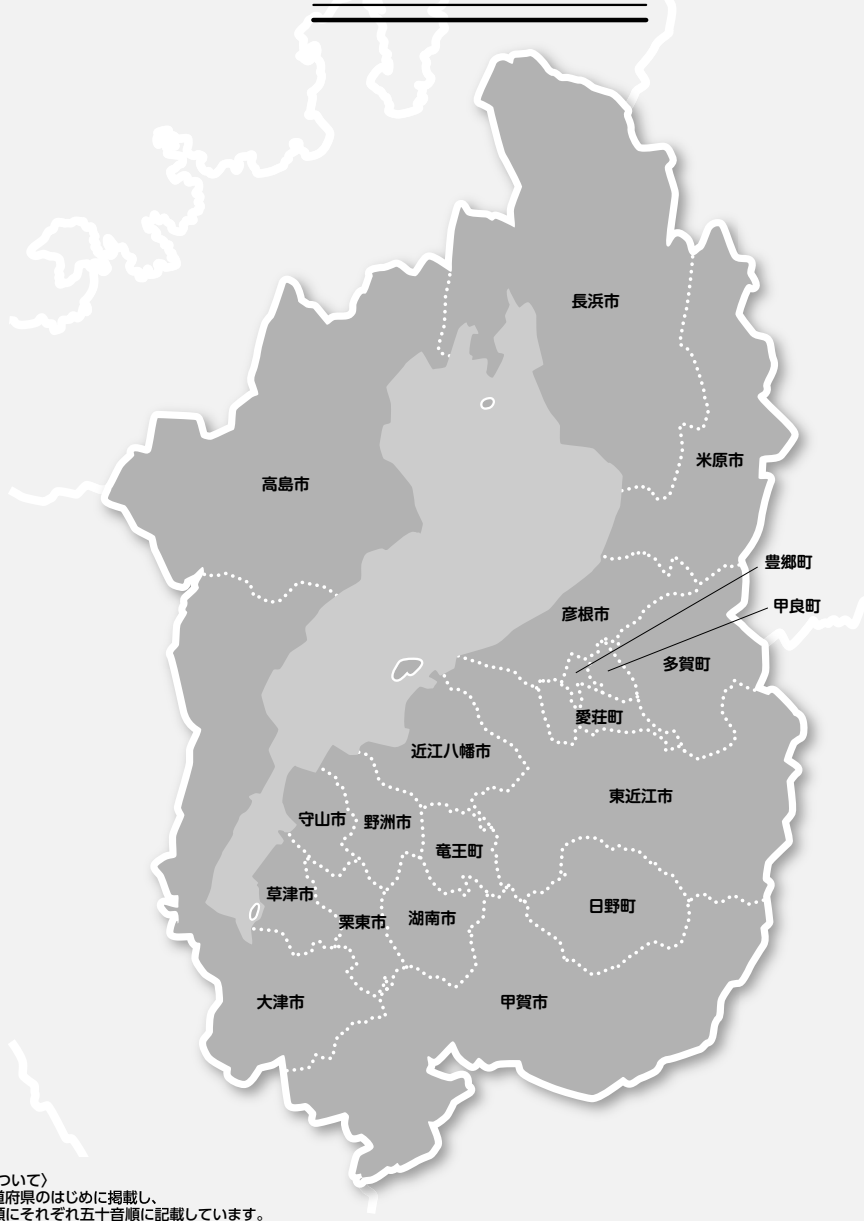 長浜市
米原市
高島市
豊郷町
甲良町
彦根市
多賀町
愛荘町
近江八幡市
東近江市
守山市
野洲市
竜王町
草津市
栗東市
湖南市
日野町
大津市
甲賀市
ついて〉
道府県のはじめに掲載し、
順にそれぞれ五十音順に記載しています。